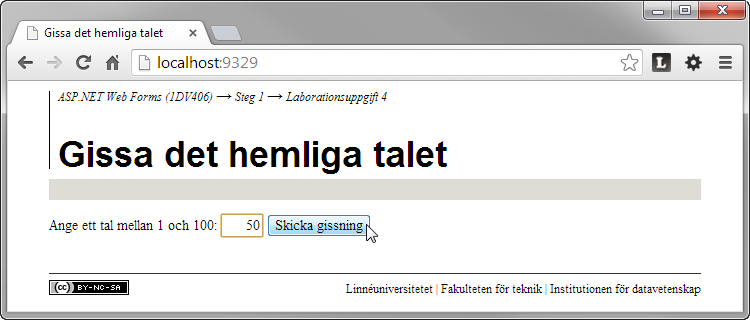 Gissa det hemliga talet
localhost:9329
L
ASP.NET Web Forms (1DV406) → Steg 1 → Laborationsuppgift 4
Gissa det hemliga talet
Ange ett tal mellan 1 och 100: 50 Skicka gissning
(cc) BY-NC-SA
Linnéuniversitetet | Fakulteten för teknik | Institutionen för datavetenskap